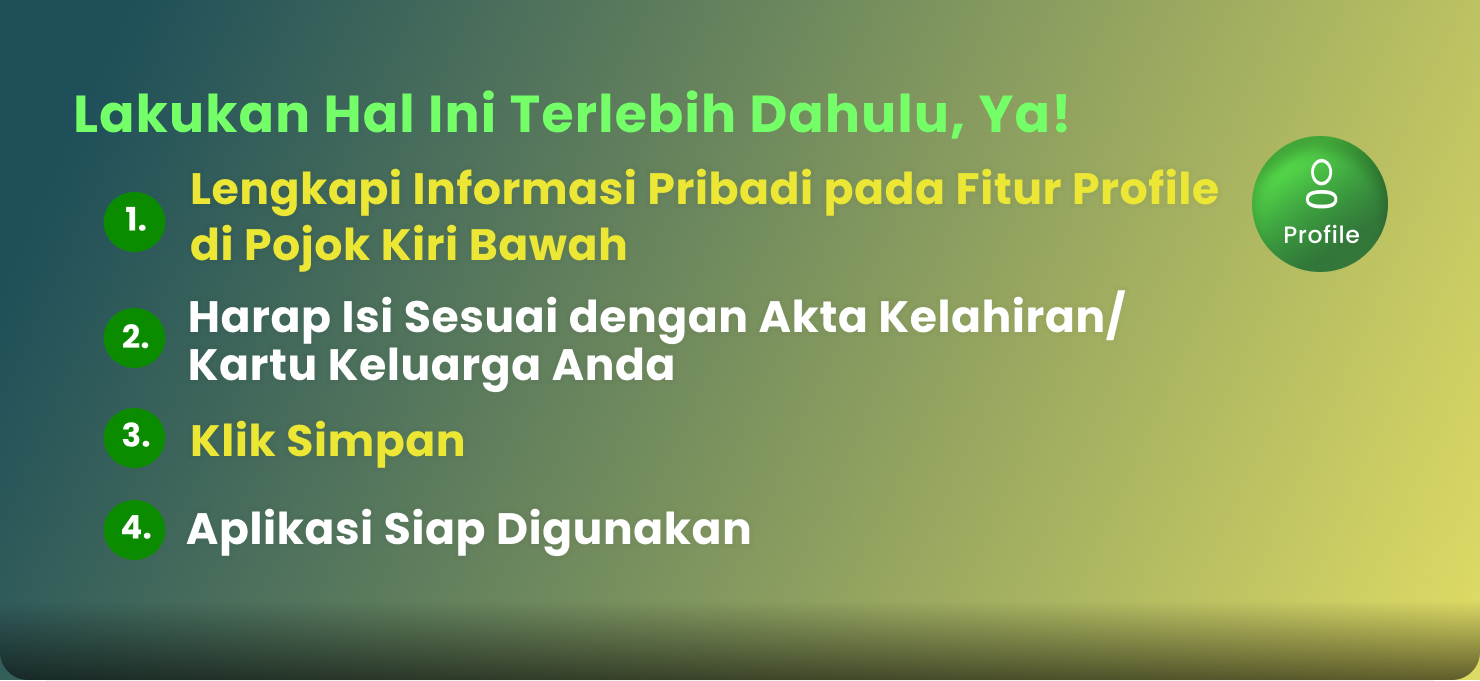 Lakukan Hal Ini Terlebih Dahulu, Ya!
1. Lengkapi Informasi Pribadi pada Fitur Profile
di Pojok Kiri Bawah
Profile
2. Harap Isi Sesuai dengan Akta Kelahiran/
Kartu Keluarga Anda
3. Klik Simpan
4. Aplikasi Siap Digunakan